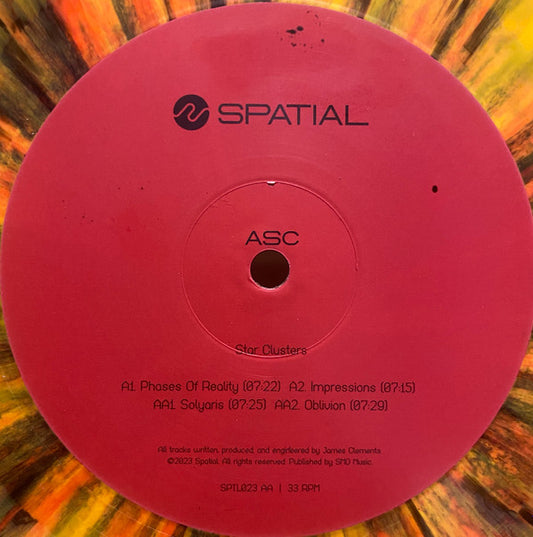 SPATIAL
ASC
Star Clusters
A1. Phases Of Reality (07:22) A2. Impressions (07:15)
AA1. Solyaris (07:25) AA2. Oblivion (07:29)
All tracks written, produced, and engineered by James Clements
©2023 Spatial. All rights reserved. Published by SMD Music.
SPTL023 AA | 33 RPM